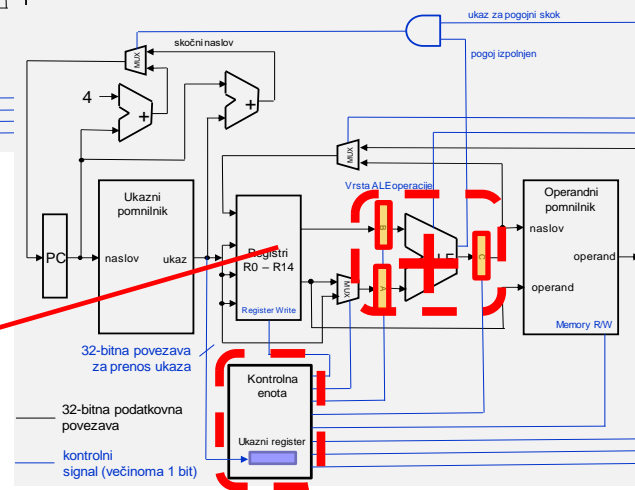 ukaz za pogojni skok
skočni naslov
pogoj izpolnjen
MUX
4
+
+
MUX
Vrsta ALE operacije
Ukazni
pomnilnik
Operandni
pomnilnik
B
naslov
PC
naslov
ukaz
Registri
R0 – R14
C
operand
MUX
A
operand
Register Write
Memory R/W
32-bitna povezava
za prenos ukaza
Kontrolna
enota
32-bitna podatkovna
povezava
Ukazni register
kontrolni
signal (večinoma 1 bit)